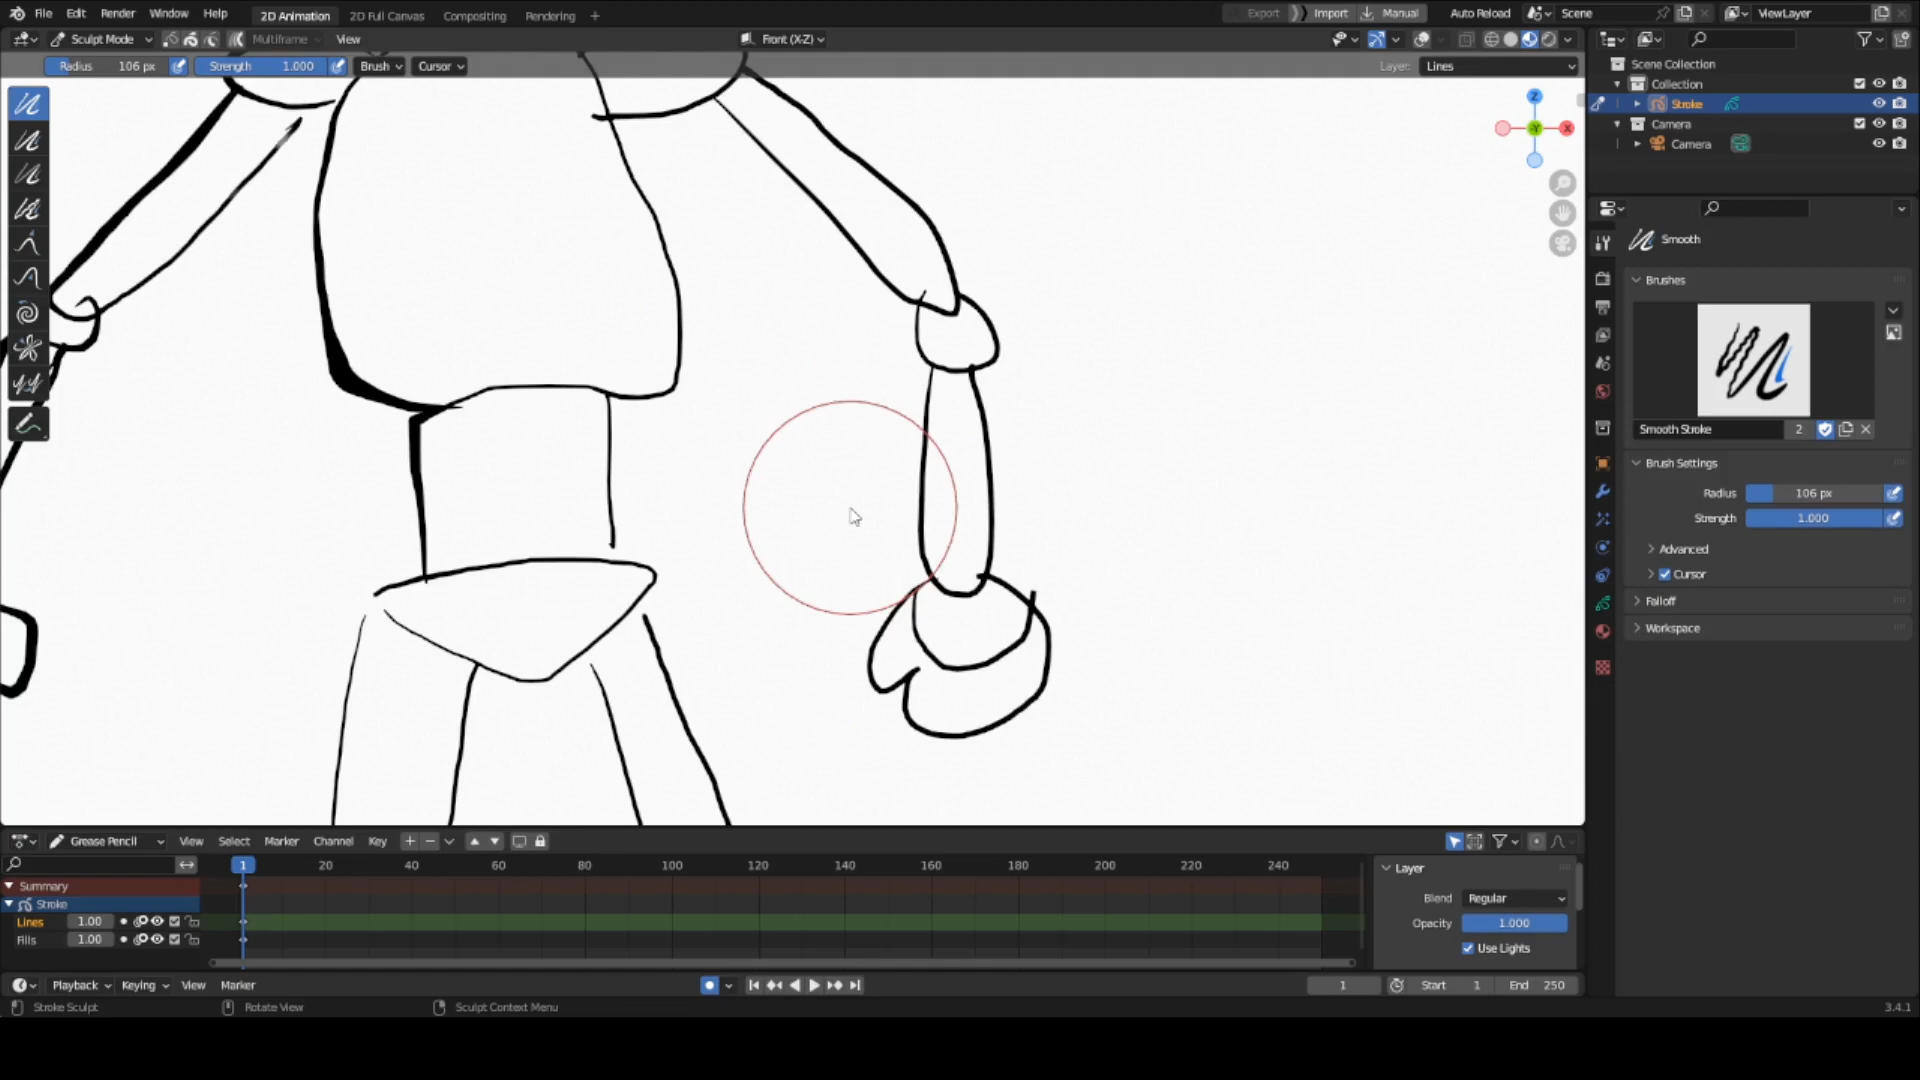 File Edit Render Window Help 2D Animation 2D Full Canvas Compositing Rendering + Export Import Manual Auto Reload Scene ViewLayer
Sculpt Mode Multiframe View Front (X-Z)
Radius 106 px Strength 1.000 Brush Cursor Layer: Lines
Scene Collection
Collection
Stroke
Camera
Camera
Z
-Y
X
Smooth
Brushes
Smooth Stroke 2
Brush Settings
Radius 106 px
Strength 1.000
Advanced
Cursor
Falloff
Workspace
Grease Pencil View Select Marker Channel Key
1 20 40 60 80 100 120 140 160 180 200 220 240
Summary
Stroke
Lines 1.00
Fills 1.00
Layer
Blend Regular
Opacity 1.000
Use Lights
Playback Keying View Marker 1 Start 1 End 250
Stroke Sculpt Rotate View Sculpt Context Menu 3.4.1